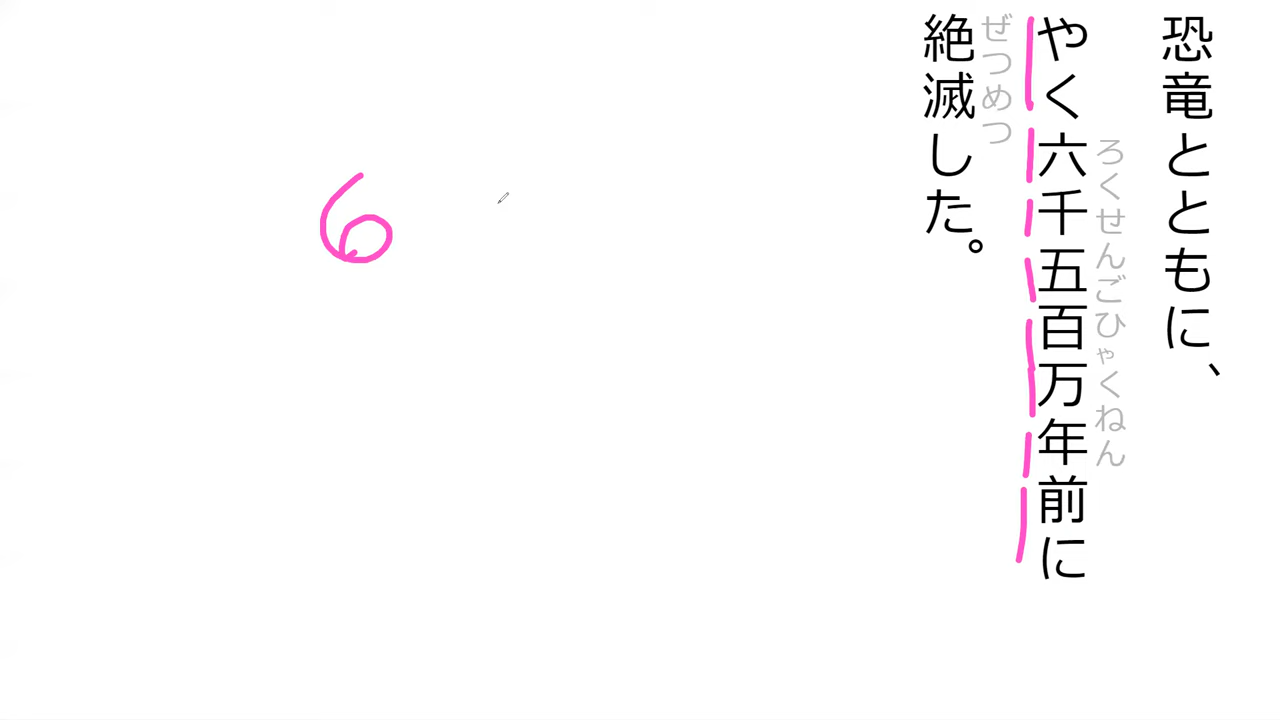 恐竜とともに、
ろくせんごひゃくねん
やく六千五百万年前に
ぜつめつ
絶滅した。
6